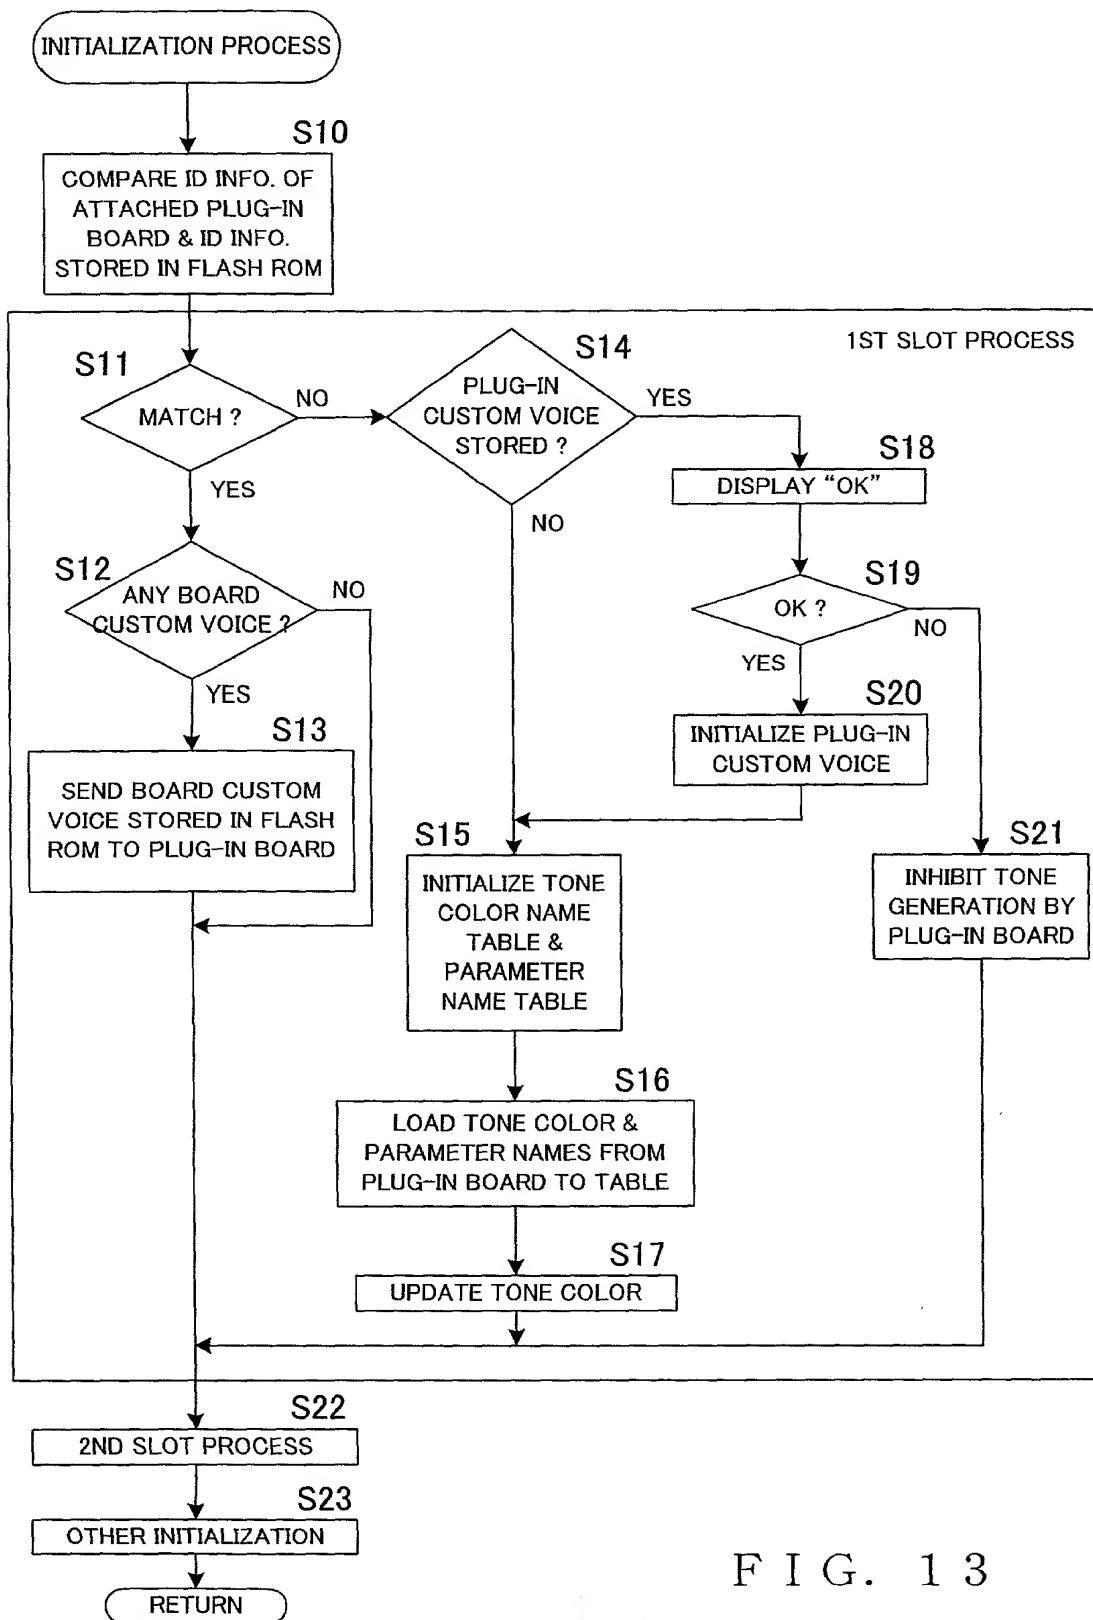 INITIALIZATION PROCESS
S10
COMPARE ID INFO. OF
ATTACHED PLUG-IN
BOARD & ID INFO.
STORED IN FLASH ROM
1ST SLOT PROCESS
S11
MATCH ?
NO
YES
S14
PLUG-IN
CUSTOM VOICE
STORED ?
YES
NO
S18
DISPLAY “OK”
S12
ANY BOARD
CUSTOM VOICE ?
NO
YES
S19
OK ?
NO
YES
S13
SEND BOARD CUSTOM
VOICE STORED IN FLASH
ROM TO PLUG-IN BOARD
S20
INITIALIZE PLUG-IN
CUSTOM VOICE
S15
INITIALIZE TONE
COLOR NAME
TABLE &
PARAMETER
NAME TABLE
S21
INHIBIT TONE
GENERATION BY
PLUG-IN BOARD
S16
LOAD TONE COLOR &
PARAMETER NAMES FROM
PLUG-IN BOARD TO TABLE
S17
UPDATE TONE COLOR
S22
2ND SLOT PROCESS
S23
OTHER INITIALIZATION
RETURN
FIG. 13